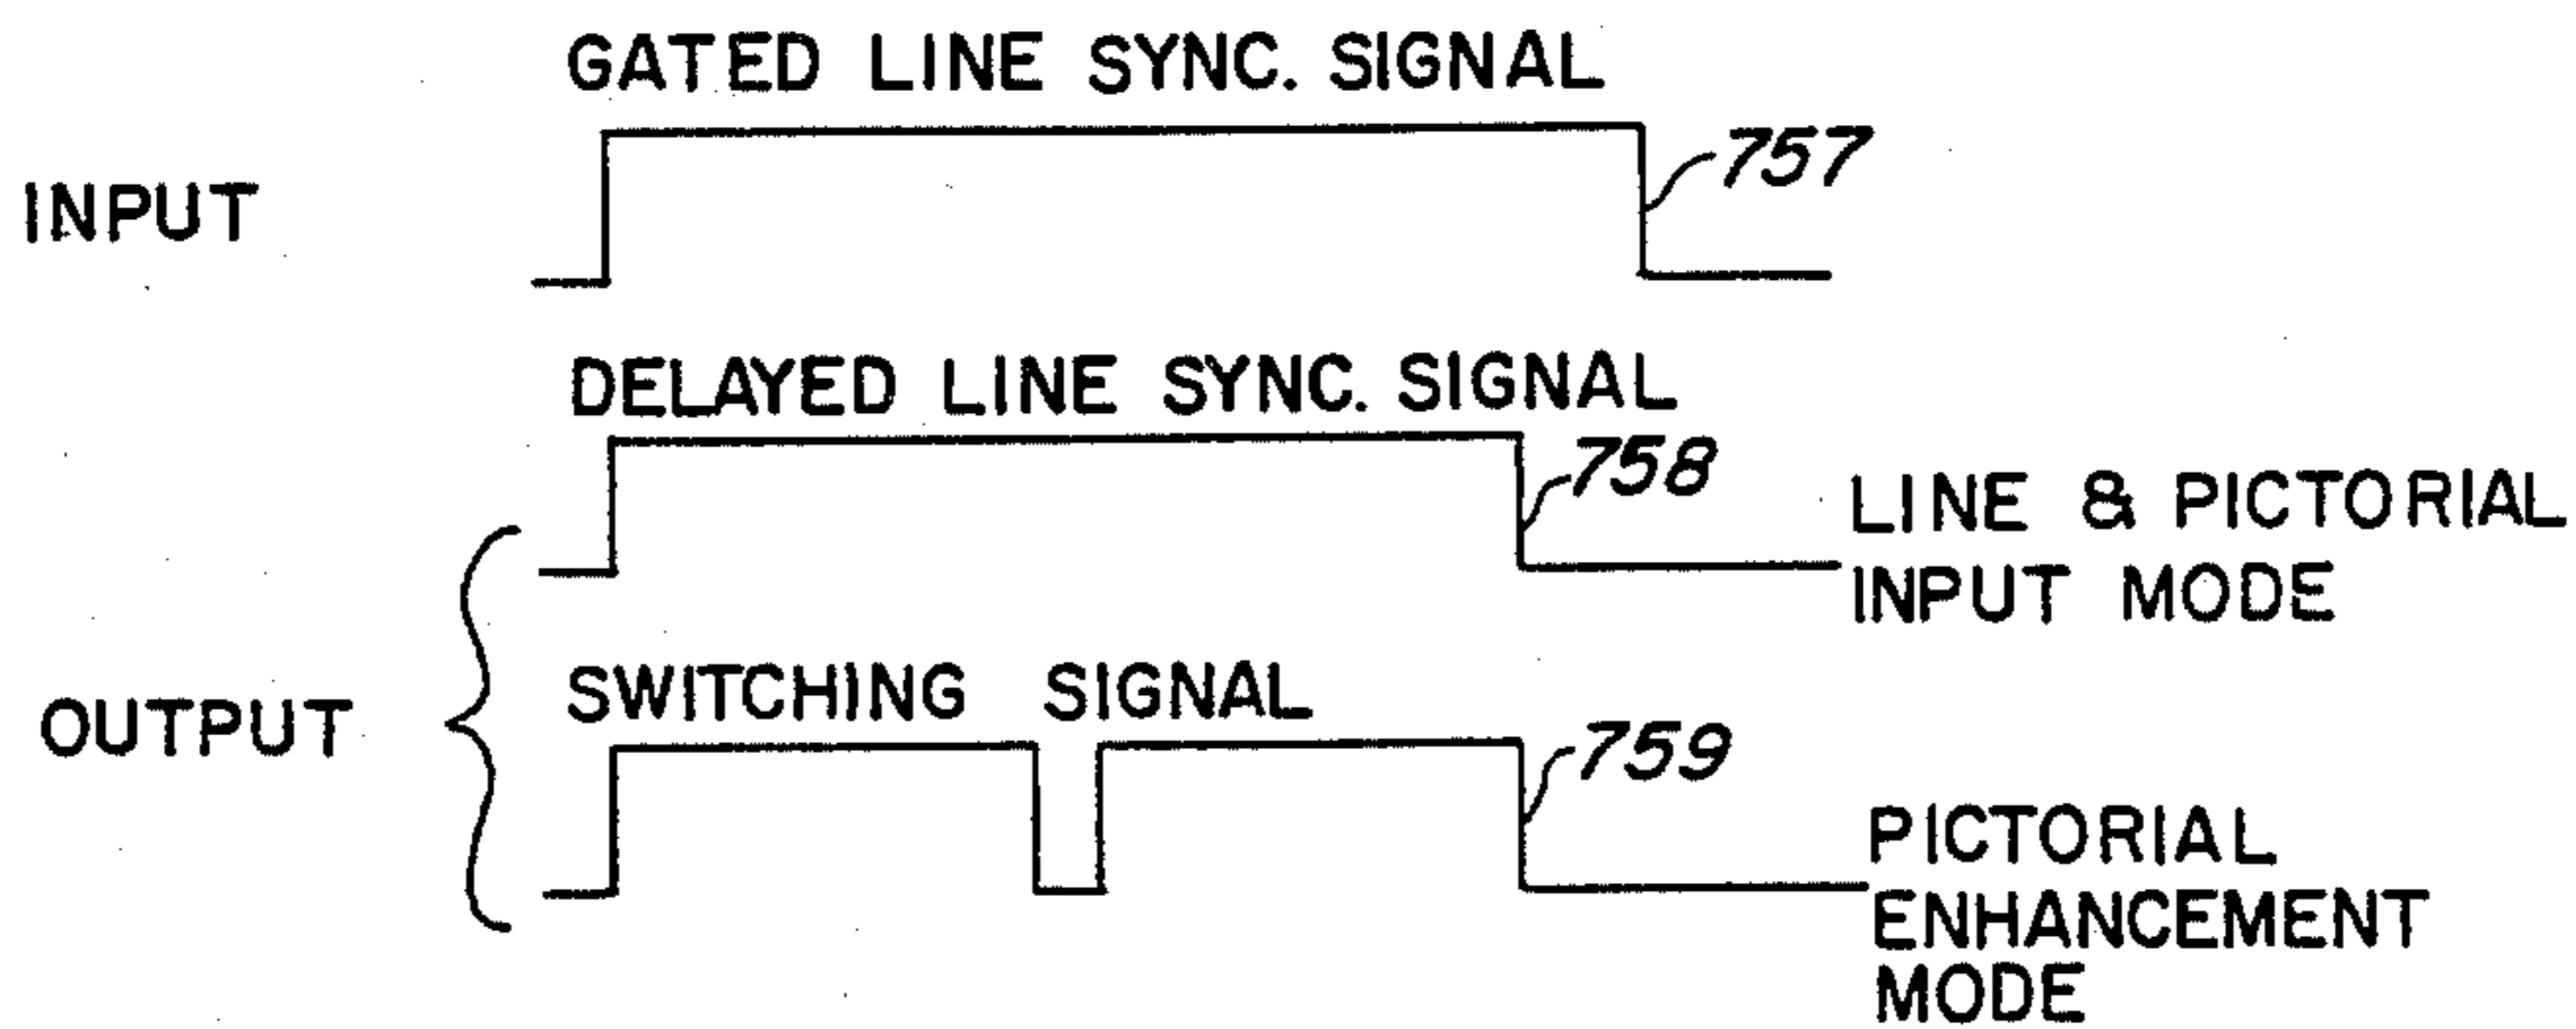 GATED LINE SYNC. SIGNAL
INPUT
757
DELAYED LINE SYNC. SIGNAL
758
LINE & PICTORIAL
INPUT MODE
OUTPUT
SWITCHING SIGNAL
759
PICTORIAL
ENHANCEMENT
MODE